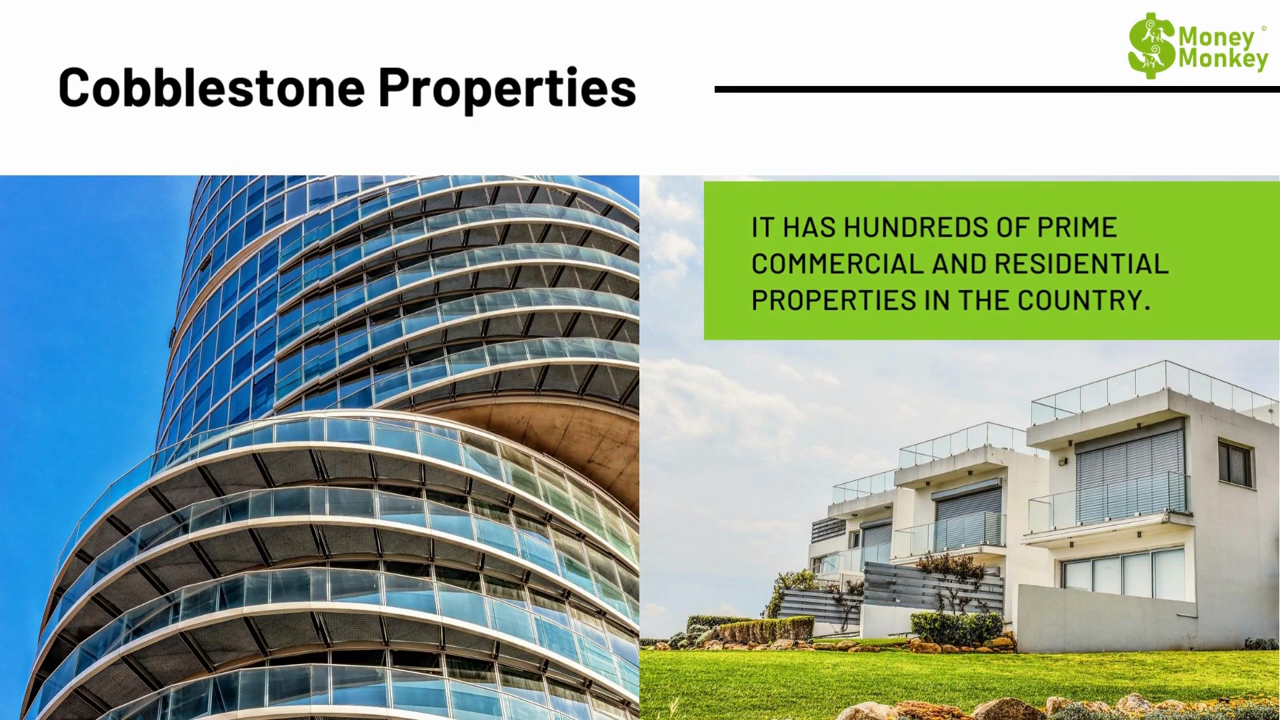 Cobblestone Properties
Money
Monkey
IT HAS HUNDREDS OF PRIME
COMMERCIAL AND RESIDENTIAL
PROPERTIES IN THE COUNTRY.